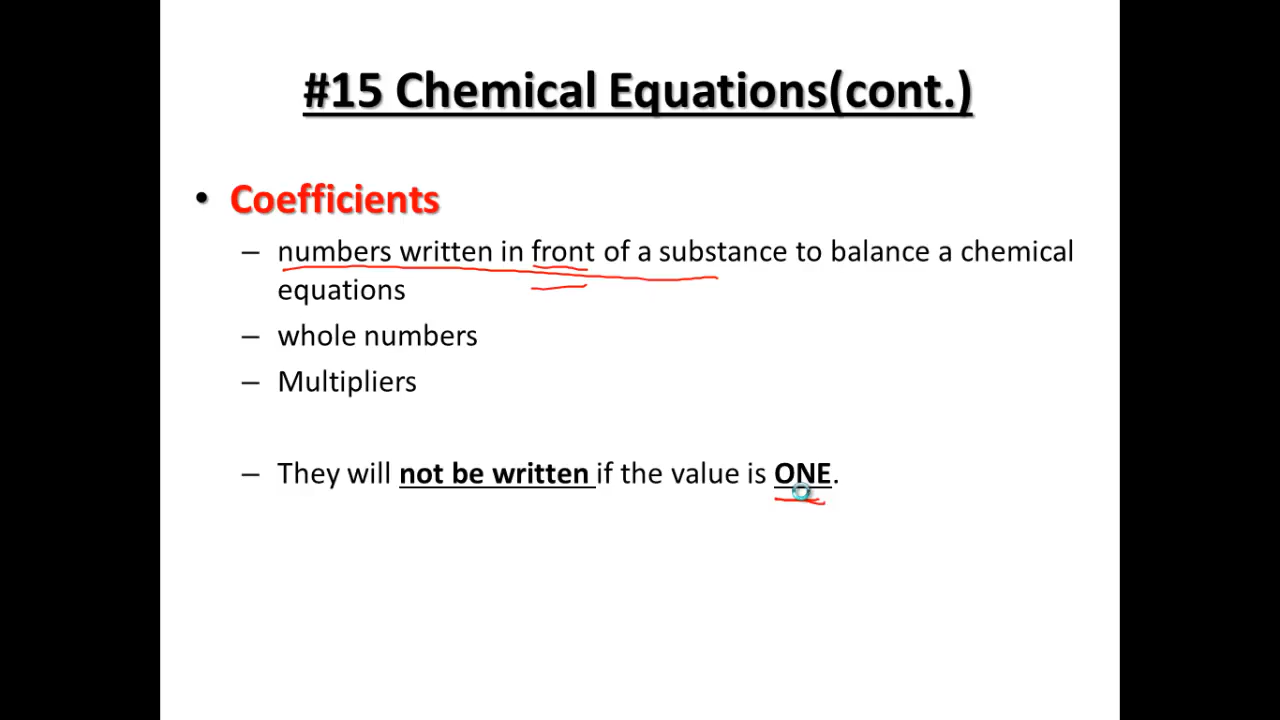 #15 Chemical Equations(cont.)
• Coefficients
– numbers written in front of a substance to balance a chemical
equations
– whole numbers
– Multipliers
– They will not be written if the value is ONE.